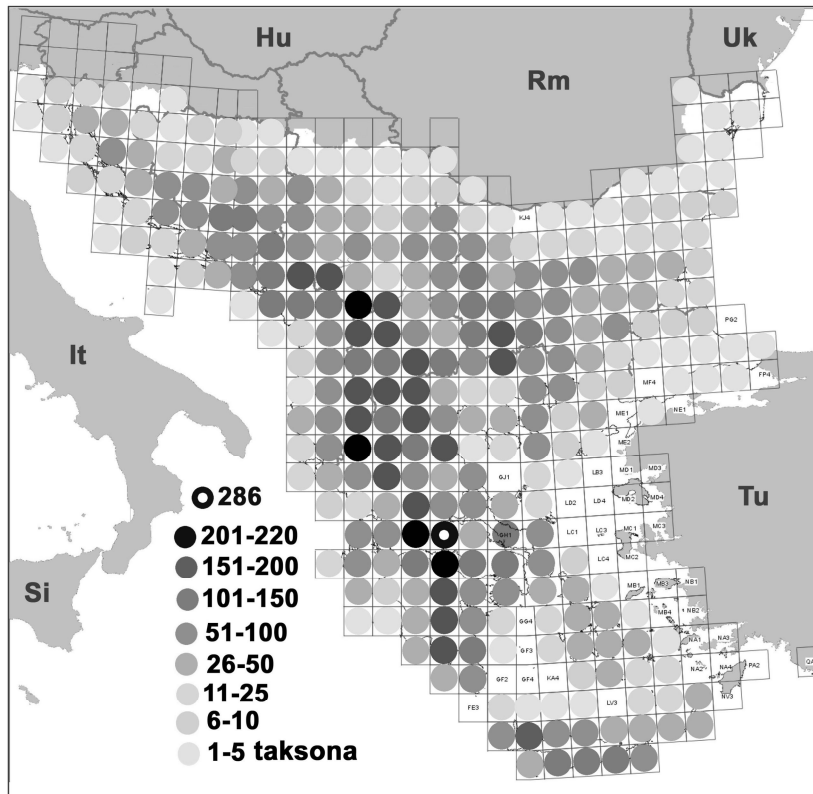 Hu
Uk
Rm
KJ4
It
PG2
MF4
FP4
ME1
NE1
ME2
GJ1
LB3
MD1
MD3
286
LD2
LD4
MD2
MD4
Tu
201-220
GH1
LC1
LC3
MC1
MC3
151-200
LC4
MC2
Si
101-150
MB1
MB3
NB1
51-100
GG4
MB4
NB2
26-50
GF3
NA1
NA3
11-25
GF2
GF4
KA4
NA2
NA4
PA2
6-10
FE3
LV3
NV3
1-5 taksona